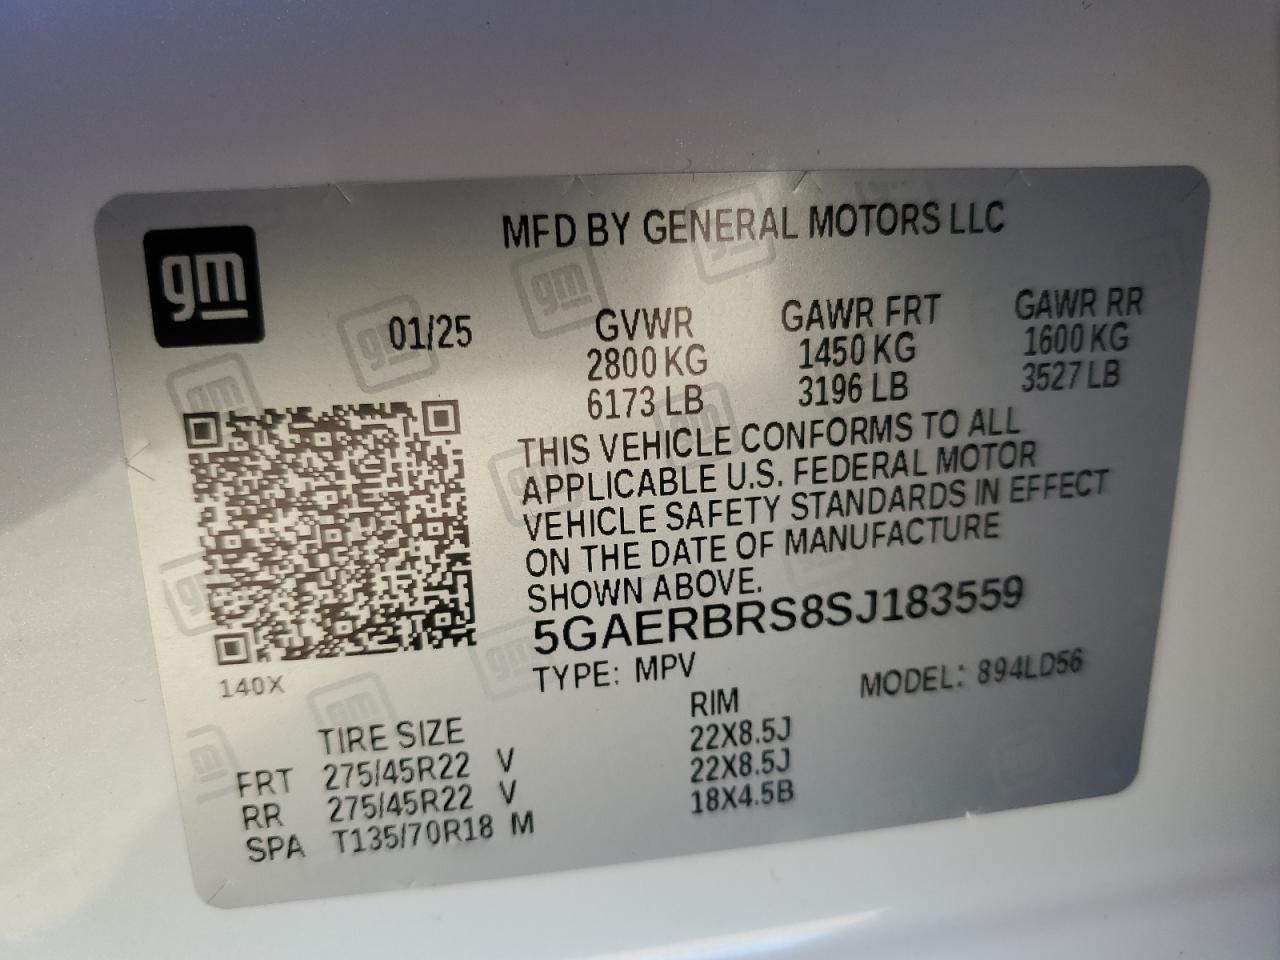 gm
MFD BY GENERAL MOTORS LLC
01/25
GVWR GAWR FRT GAWR RR
2800 KG 1450 KG 1600 KG
6173 LB 3196 LB 3527 LB
THIS VEHICLE CONFORMS TO ALL
APPLICABLE U.S. FEDERAL MOTOR
VEHICLE SAFETY STANDARDS IN EFFECT
ON THE DATE OF MANUFACTURE
SHOWN ABOVE.
5GAERBRS8SJ183559
140X
TYPE: MPV MODEL: 894LD56
TIRE SIZE RIM
FRT 275/45R22 V 22X8.5J
RR 275/45R22 V 22X8.5J
SPA T135/70R18 M 18X4.5B